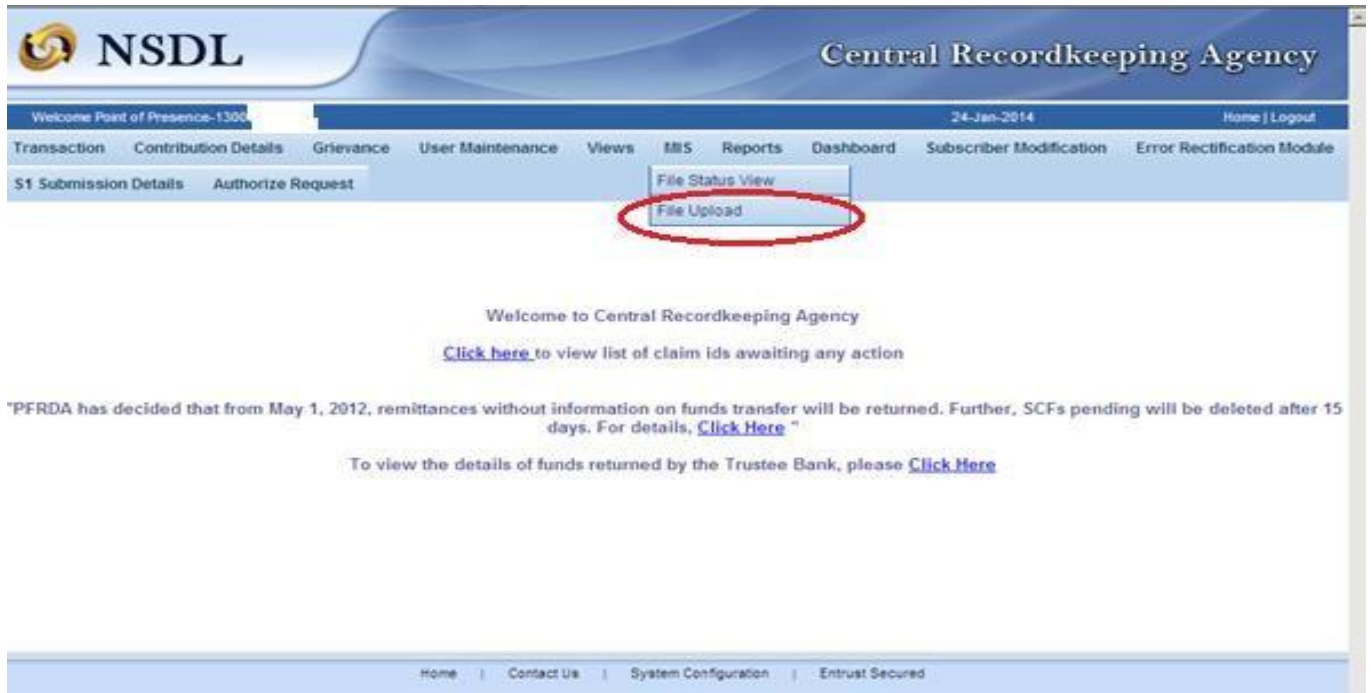 NSDL
Central Recordkeeping Agency
Welcome Point of Presence-1300
24-Jan-2014
Home | Logout
Transaction Contribution Details Grievance User Maintenance Views MIS Reports Dashboard Subscriber Modification Error Rectification Module
S1 Submission Details Authorize Request
File Status View
File Upload
Welcome to Central Recordkeeping Agency
Click here to view list of claim ids awaiting any action
"PFRDA has decided that from May 1, 2012, remittances without information on funds transfer will be returned. Further, SCFs pending will be deleted after 15
days. For details, Click Here "
To view the details of funds returned by the Trustee Bank, please Click Here
Home | Contact Us | System Configuration | Entrust Secured